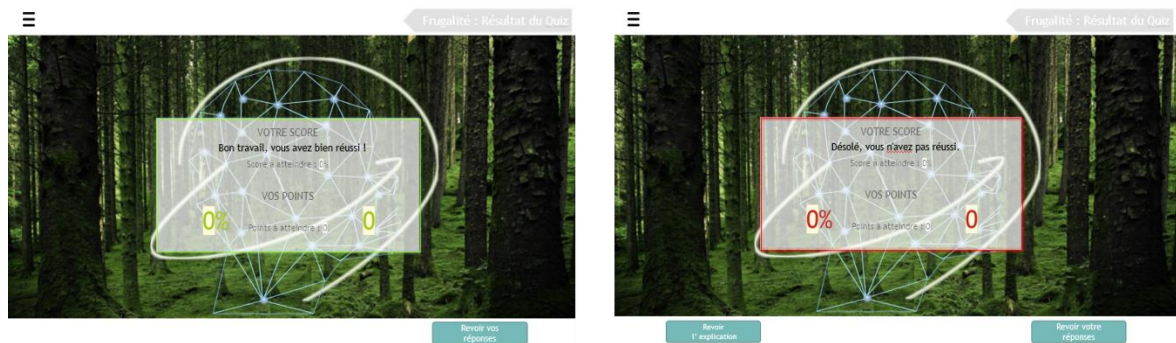 Frugalité : Résultat du Quiz
VOTRE SCORE
Bon travail, vous avez bien réussi !
Score à atteindre : 0%
VOS POINTS
0%
0
Points à atteindre : 0
Revoir vos
réponses
Frugalité : Résultat du Quiz
VOTRE SCORE
Désolé, vous n'avez pas réussi.
Score à atteindre : 0%
VOS POINTS
0%
0
Points à atteindre : 0
Revoir
l' explication
Revoir votre
réponses